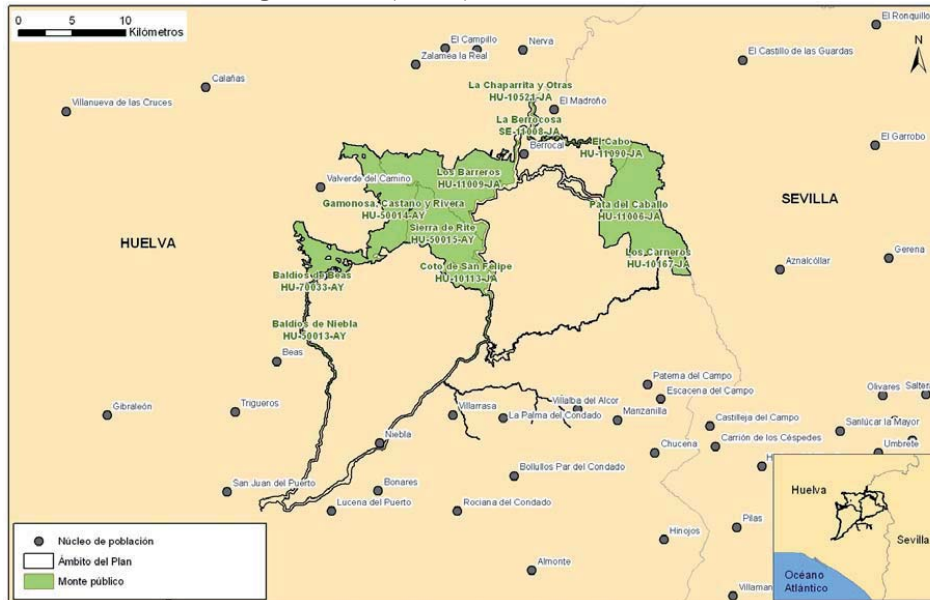 0 5 10
Kilómetros
N
El Ronquillo
El Campillo
Nerva
Zalamea la Real
El Castillo de las Guardas
Calañas
La Chaparrita y Otras
HU-10521-JA
Villanueva de las Cruces
El Madroño
La Berrocosa
SE-11008-JA
El Cabo
HU-11090-JA
El Garrobo
Berrocal
Los Barreros
HU-11009-JA
Valverde del Camino
Gamonosa, Castano y Rivera
HU-50014-AY
Pata del Caballo
HU-11006-JA
SEVILLA
Sierra de Rite
HU-50015-AY
HUELVA
Los Carneros
HU-10167-JA
Gerena
Aznalcóllar
Coto de San Felipe
HU-10113-JA
Baldíos de Beas
HU-70033-AY
Baldíos de Niebla
HU-50013-AY
Beas
Paterna del Campo
Escacena del Campo
Olivares
Gibraleón
Trigueros
Villarrasa
La Palma del Condado
Villalba del Alcor
Manzanilla
Castilleja del Campo
Sanlúcar la Mayor
Niebla
Chucena
Carrión de los Céspedes
Umbrete
San Juan del Puerto
Bonares
Bollullos Par del Condado
Lucena del Puerto
Rociana del Condado
Hinojos
Pilas
Almonte
Núcleo de población
Ámbito del Plan
Monte público
Huelva
Sevilla
Océano
Atlántico